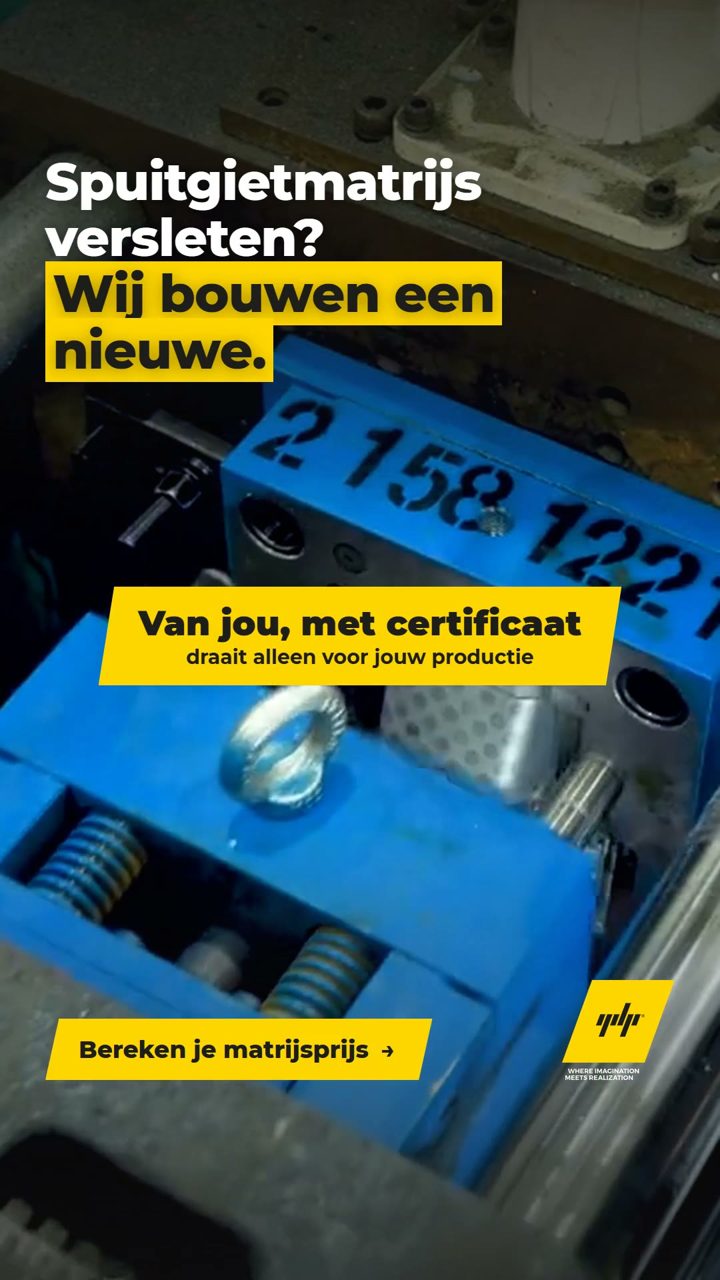 Spuitgietmatrijs
versleten?
Wij bouwen een
nieuwe.
2 158 1221
Van jou, met certificaat
draait alleen voor jouw productie
Bereken je matrijsprijs →
WHERE IMAGINATION
MEETS REALIZATION